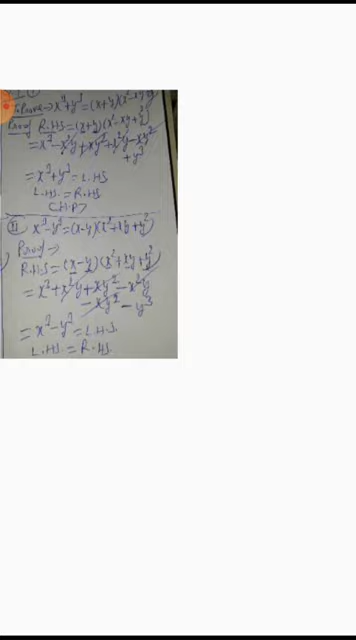 To Prove → x³+y³ = (x+y)(x²-xy+y²)
Proof R.H.S = (x+y)(x²-xy+y²)
= x³-x²y+xy²+x²y-xy²
+y³
= x³+y³ = L.H.S
L.H.S. = R.H.S
(H.P)
(II) x³-y³ = (x-y)(x²+xy+y²)
Proof →
R.H.S = (x-y)(x²+xy+y²)
= x³+x²y+xy²-x²y
-xy²-y³
= x³-y³ = L.H.S.
L.H.S. = R.H.S.